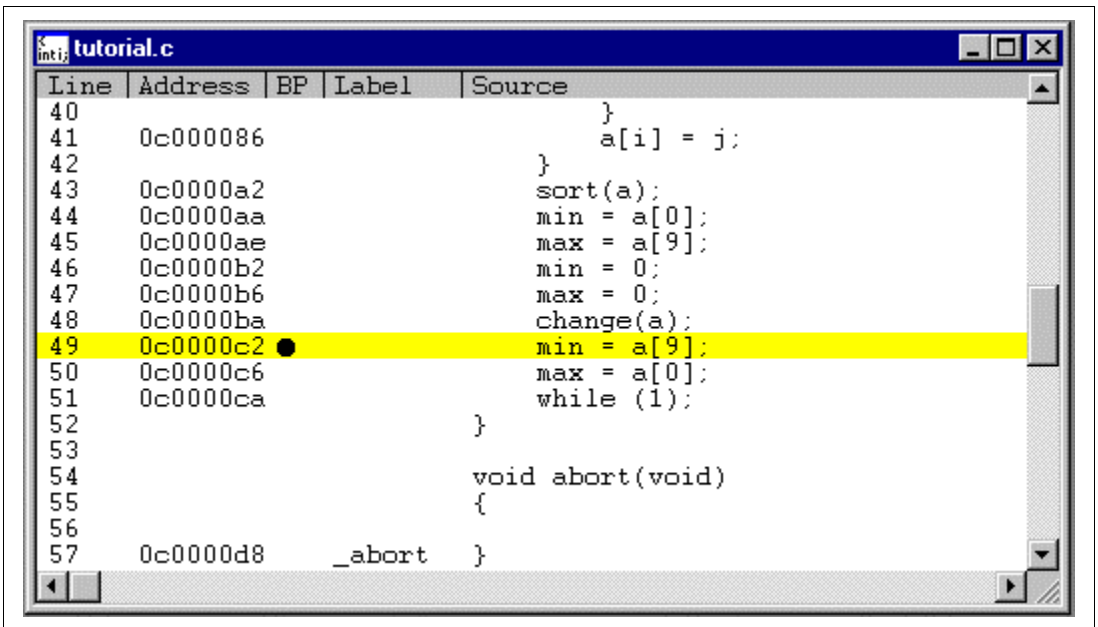 inti; tutorial.c
Line Address BP Label Source
40 }
41 0c000086 a[i] = j;
42 }
43 0c0000a2 sort(a);
44 0c0000aa min = a[0];
45 0c0000ae max = a[9];
46 0c0000b2 min = 0;
47 0c0000b6 max = 0;
48 0c0000ba change(a);
49 0c0000c2 ● min = a[9];
50 0c0000c6 max = a[0];
51 0c0000ca while (1);
52 }
53
54 void abort(void)
55 {
56
57 0c0000d8 _abort }